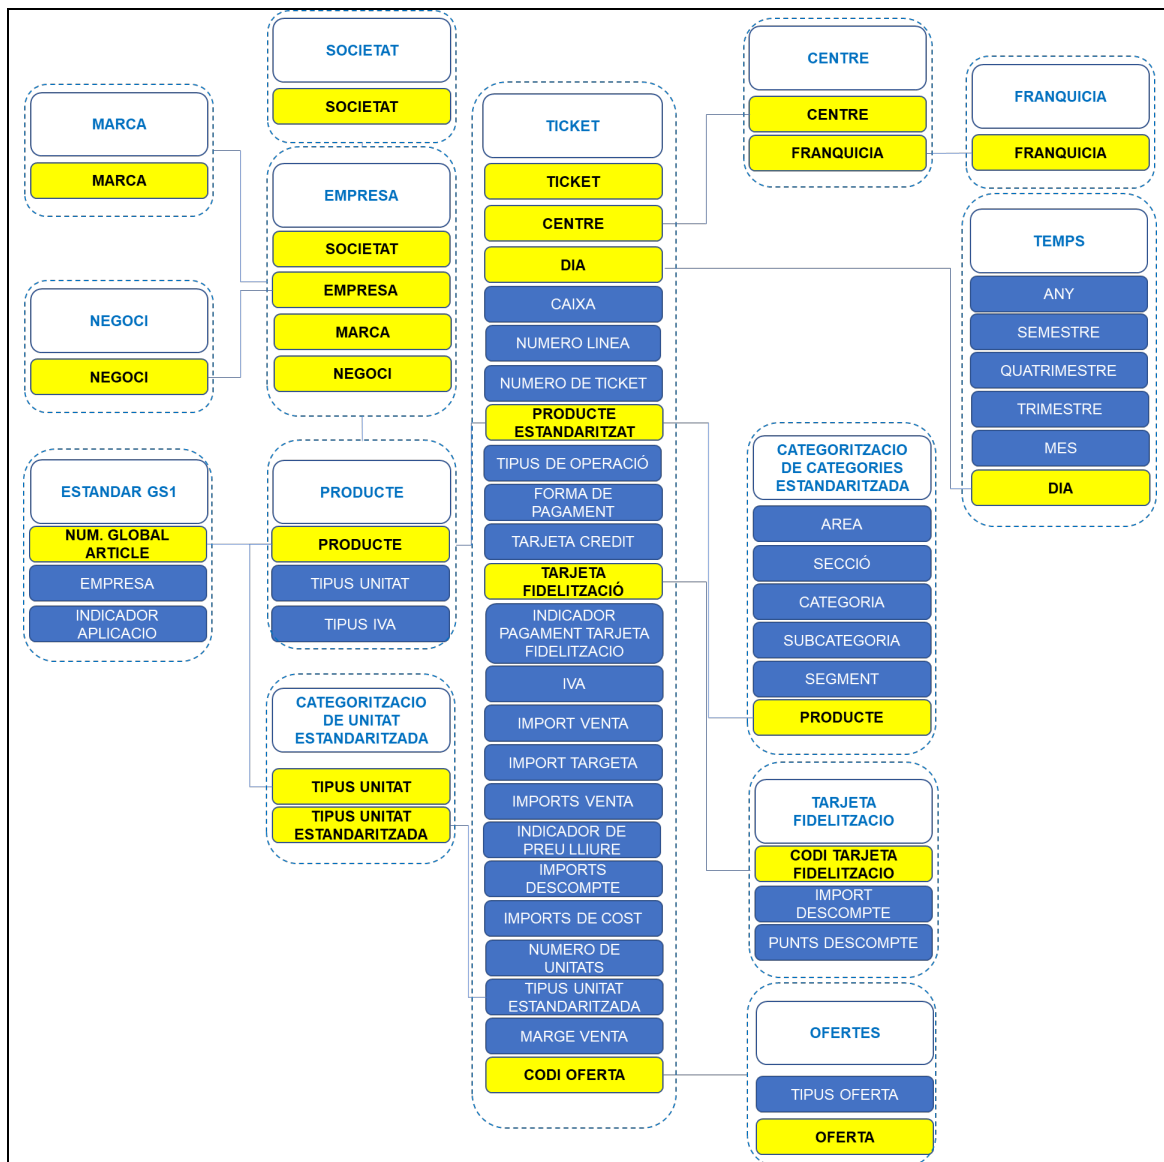 SOCIETAT
SOCIETAT
MARCA
MARCA
EMPRESA
SOCIETAT
EMPRESA
MARCA
NEGOCI
NEGOCI
NEGOCI
ESTANDAR GS1
NUM. GLOBAL
ARTICLE
EMPRESA
INDICADOR
APLICACIO
PRODUCTE
PRODUCTE
TIPUS UNITAT
TIPUS IVA
CATEGORITZACIO
DE UNITAT
ESTANDARITZADA
TIPUS UNITAT
TIPUS UNITAT
ESTANDARITZADA
TICKET
TICKET
CENTRE
DIA
CAIXA
NUMERO LINEA
NUMERO DE TICKET
PRODUCTE
ESTANDARITZAT
TIPUS DE OPERACIÓ
FORMA DE
PAGAMENT
TARJETA CREDIT
TARJETA
FIDELITZACIÓ
INDICADOR
PAGAMENT TARJETA
FIDELITZACIO
IVA
IMPORT VENTA
IMPORT TARGETA
IMPORTS VENTA
INDICADOR DE
PREU LLIURE
IMPORTS
DESCOMPTE
IMPORTS DE COST
NUMERO DE
UNITATS
TIPUS UNITAT
ESTANDARITZADA
MARGE VENTA
CODI OFERTA
CENTRE
CENTRE
FRANQUICIA
FRANQUICIA
FRANQUICIA
TEMPS
ANY
SEMESTRE
QUATRIMESTRE
TRIMESTRE
MES
DIA
CATEGORITZACIO
DE CATEGORIES
ESTANDARITZADA
AREA
SECCIÓ
CATEGORIA
SUBCATEGORIA
SEGMENT
PRODUCTE
TARJETA
FIDELITZACIO
CODI TARJETA
FIDELITZACIO
IMPORT
DESCOMPTE
PUNTS DESCOMPTE
OFERTES
TIPUS OFERTA
OFERTA